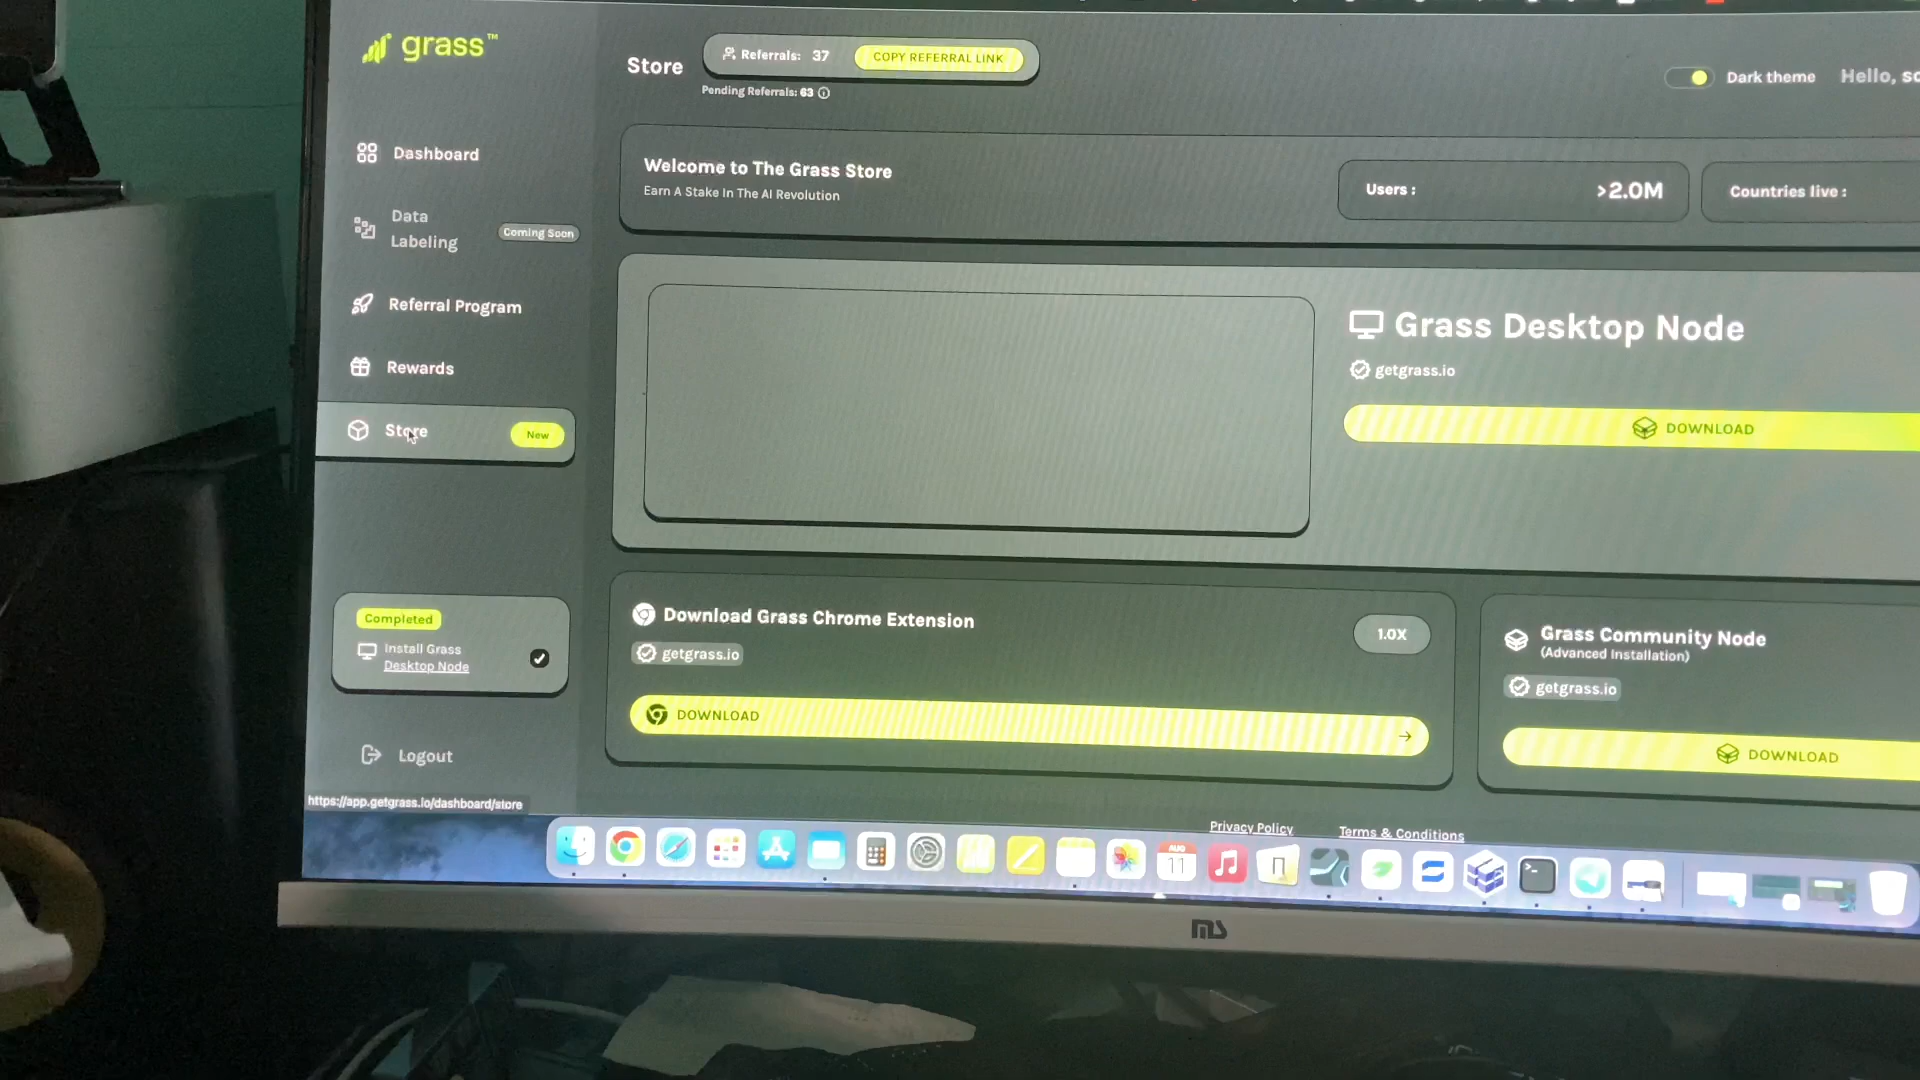 grass™
Store
Referrals: 37
COPY REFERRAL LINK
Pending Referrals: 63
Dark theme
Hello,
Dashboard
Data
Labeling
Coming Soon
Referral Program
Rewards
Store
New
Completed
Install Grass
Desktop Node
Logout
https://app.getgrass.io/dashboard/store
Welcome to The Grass Store
Earn A Stake In The AI Revolution
Users :
>2.0M
Countries live :
Grass Desktop Node
getgrass.io
DOWNLOAD
Download Grass Chrome Extension
1.0X
getgrass.io
DOWNLOAD
Grass Community Node
(Advanced Installation)
getgrass.io
DOWNLOAD
Privacy Policy
Terms & Conditions
AUG
11